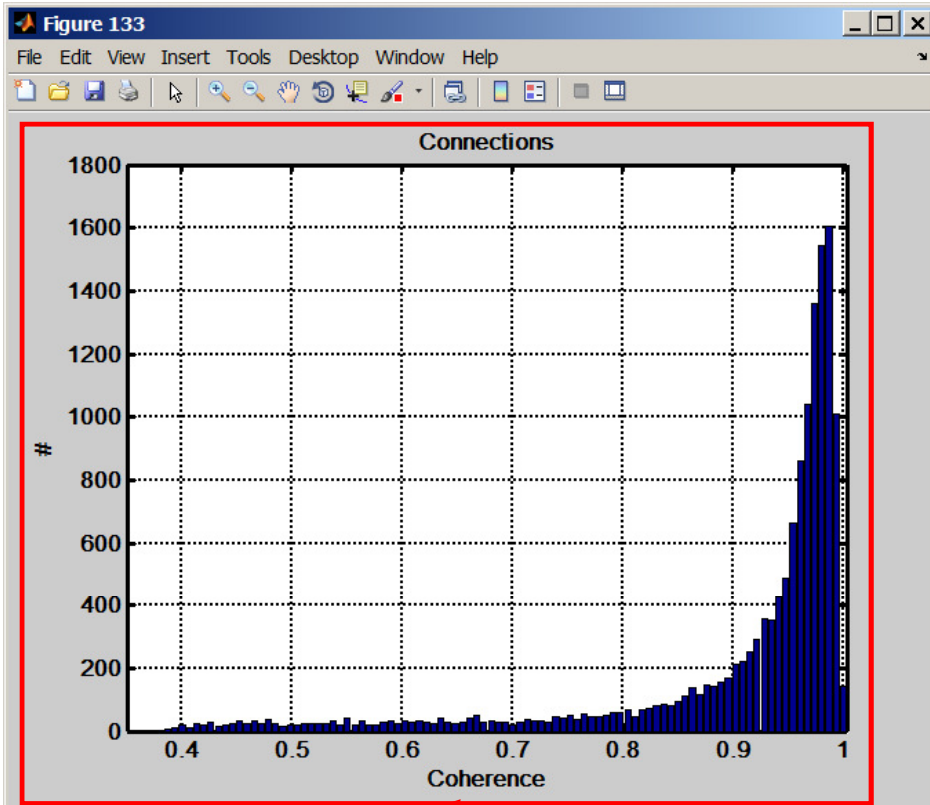 Figure 133
File Edit View Insert Tools Desktop Window Help
Connections
1800
1600
1400
1200
1000
800
600
400
200
0
#
0.4 0.5 0.6 0.7 0.8 0.9 1
Coherence